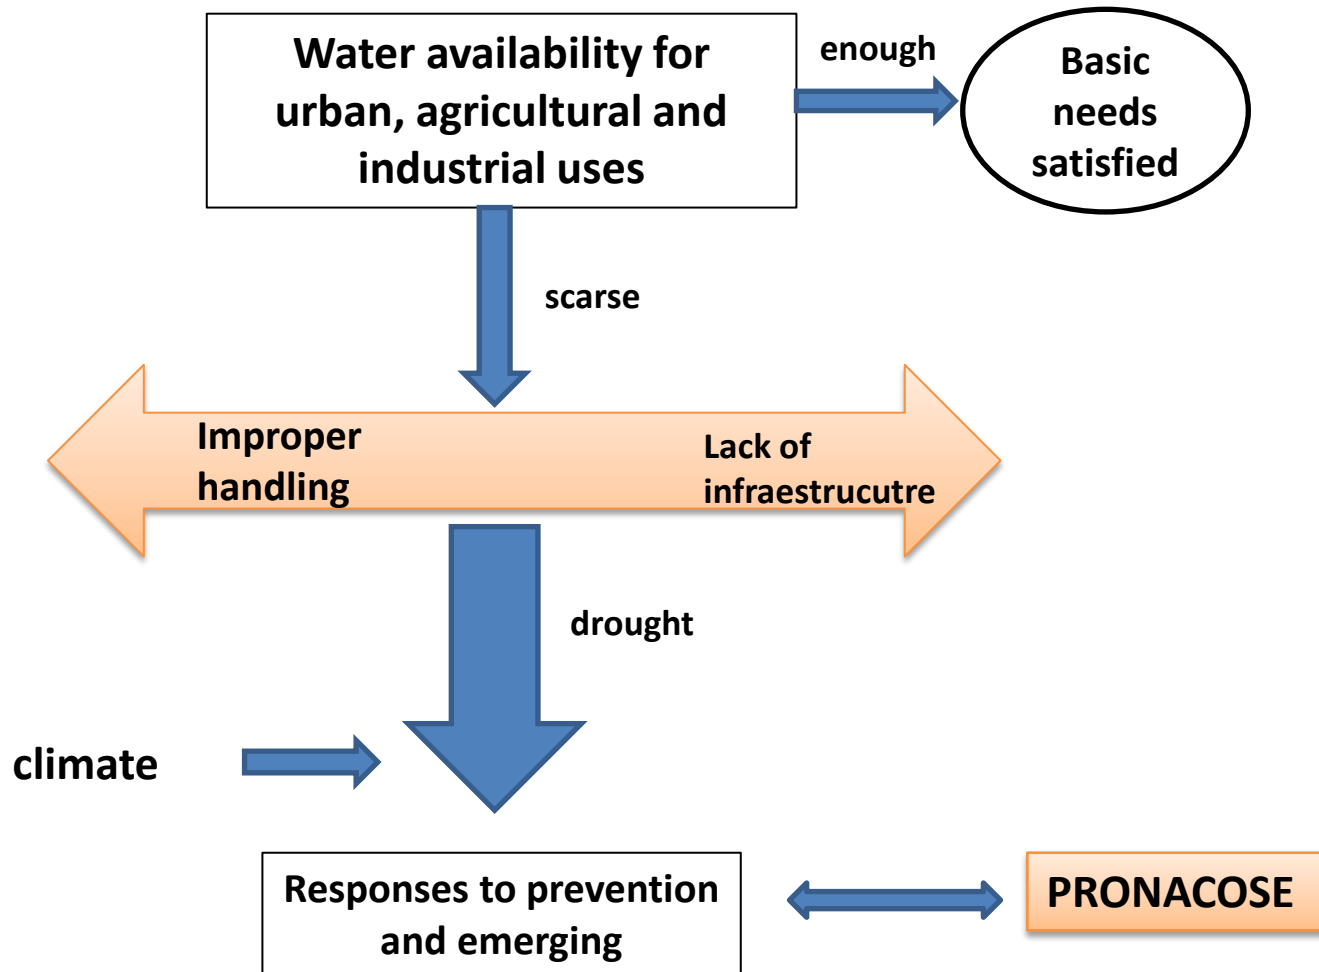 Water availability for
urban, agricultural and
industrial uses
enough
Basic
needs
satisfied
scarse
Improper
handling
Lack of
infraestrucutre
drought
climate
Responses to prevention
and emerging
PRONACOSE